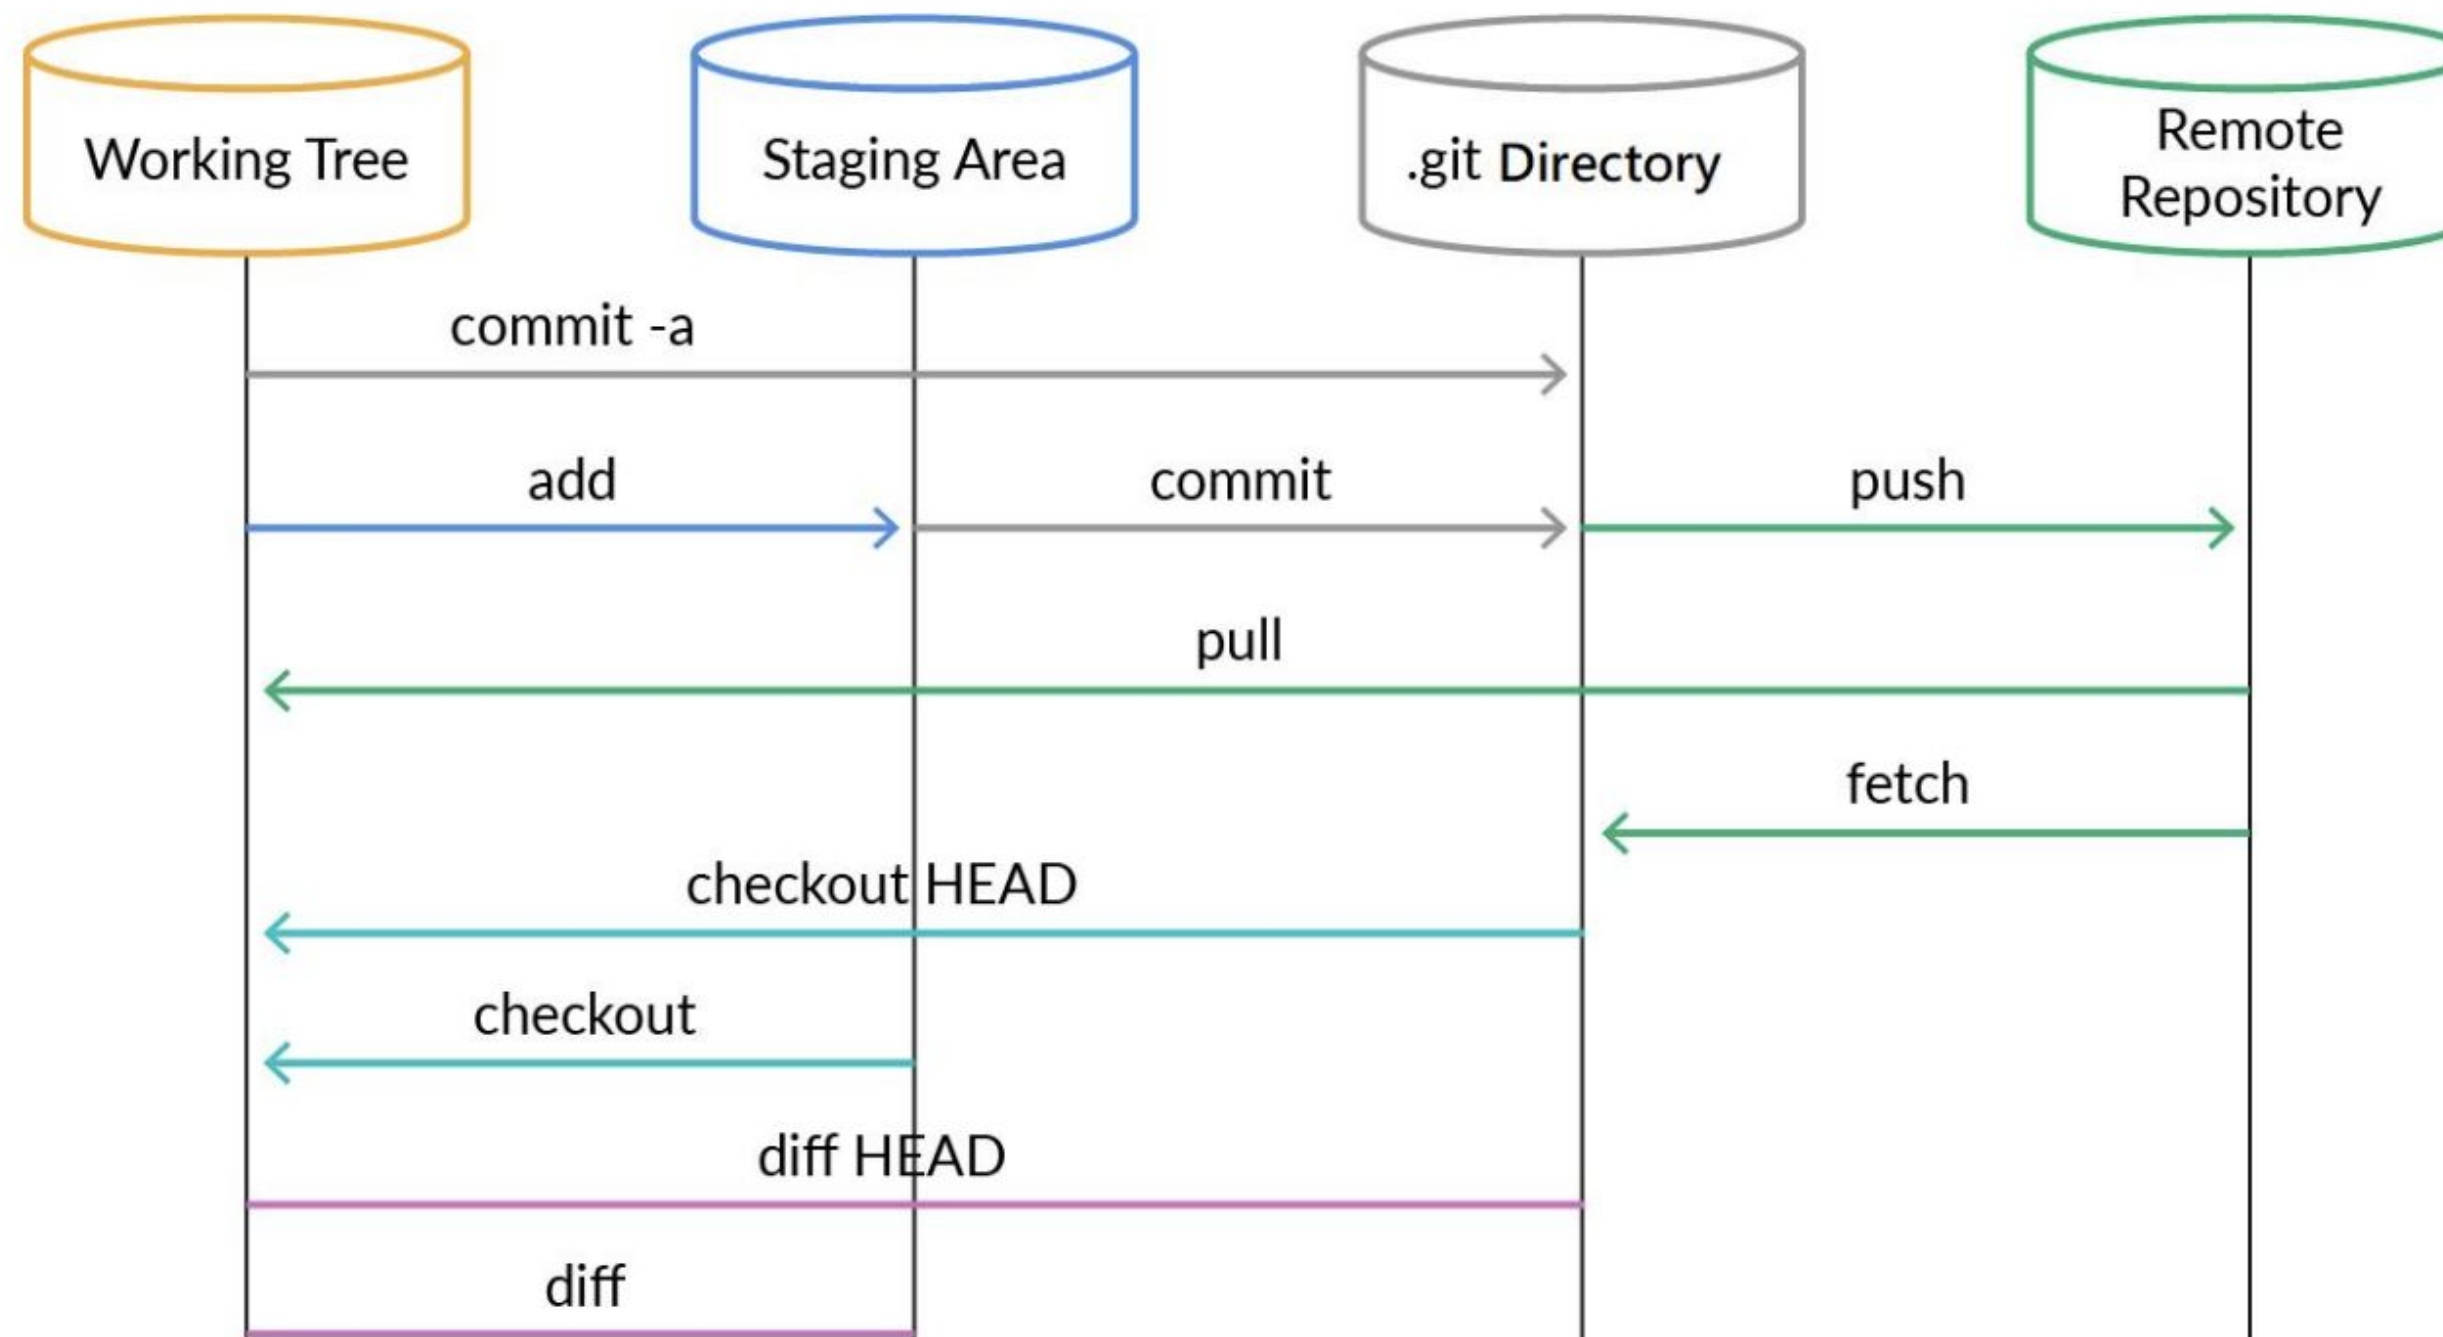 Working Tree
Staging Area
.git Directory
Remote
Repository
commit -a
add
commit
push
pull
fetch
checkout HEAD
checkout
diff HEAD
diff